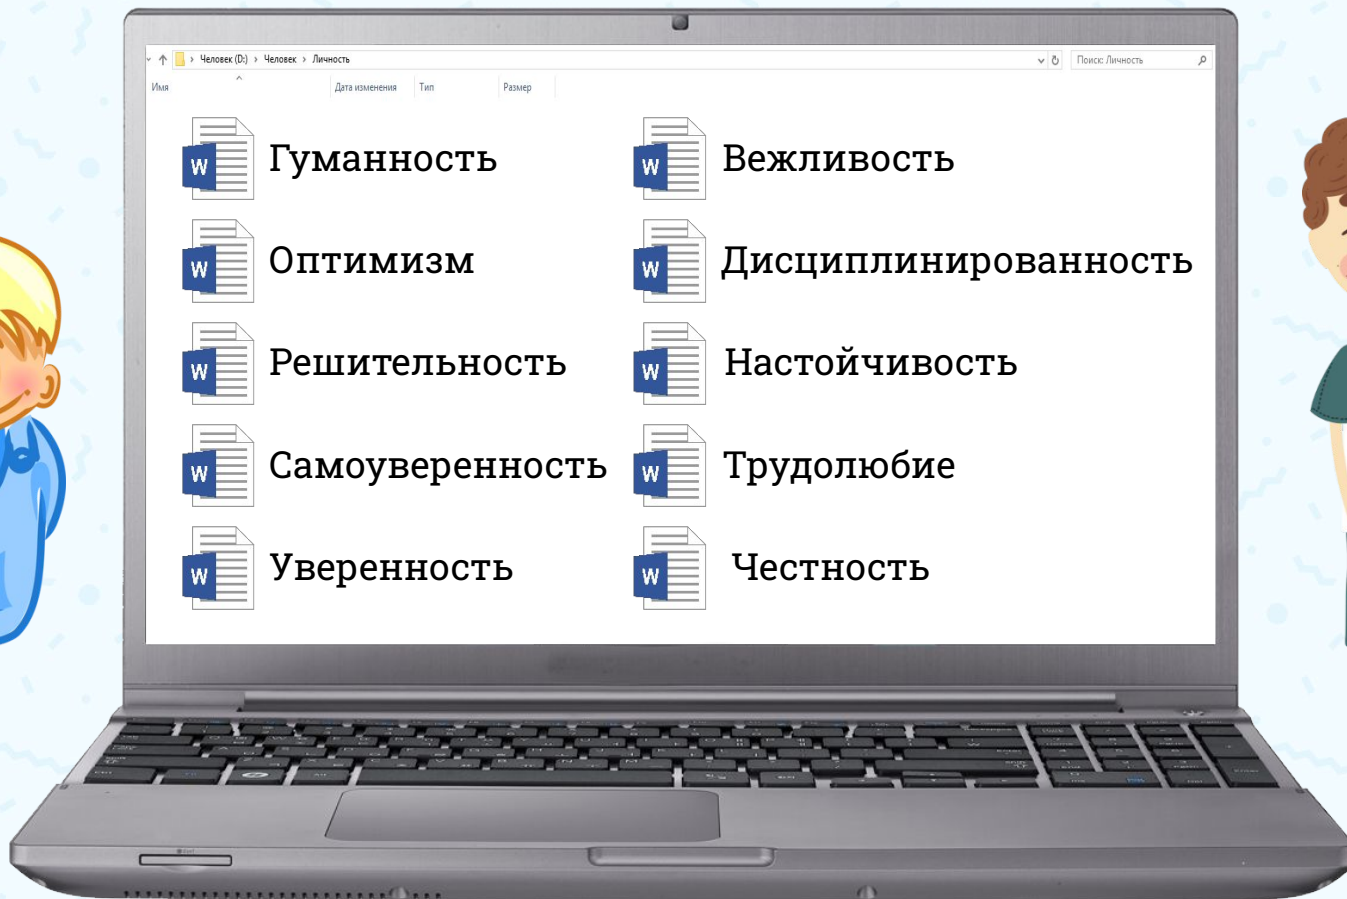 Человек (D:) › Человек › Личность
Поиск: Личность
Имя Дата изменения Тип Размер
W Гуманность
W Вежливость
W Оптимизм
W Дисциплинированность
W Решительность
W Настойчивость
W Самоуверенность
W Трудолюбие
W Уверенность
W Честность